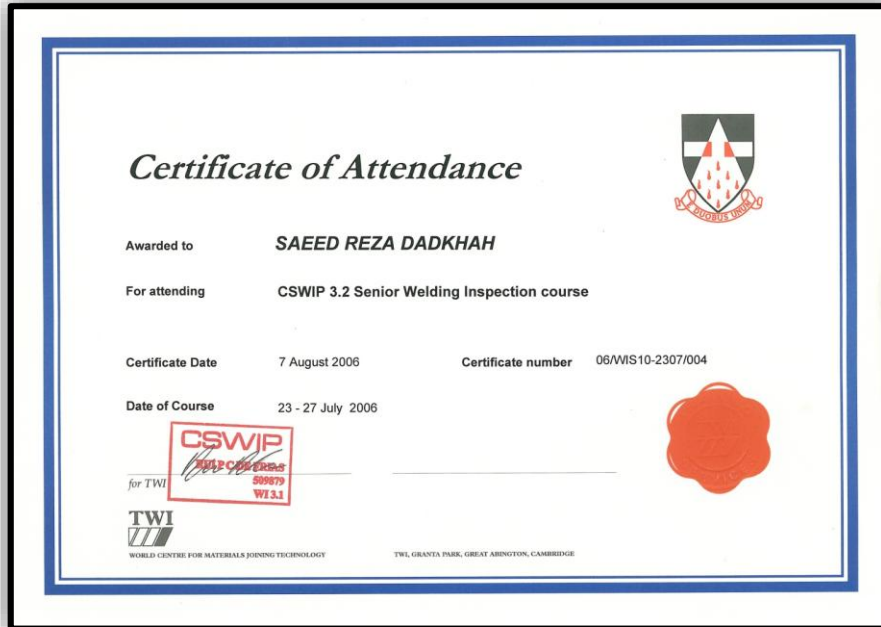 Certificate of Attendance
E DUOBUS UNUM
Awarded to SAEED REZA DADKHAH
For attending CSWIP 3.2 Senior Welding Inspection course
Certificate Date 7 August 2006 Certificate number 06/WIS10-2307/004
Date of Course 23 - 27 July 2006
CSWIP
509879
for TWI
WI 3.1
TWI
WORLD CENTRE FOR MATERIALS JOINING TECHNOLOGY TWI, GRANTA PARK, GREAT ABINGTON, CAMBRIDGE